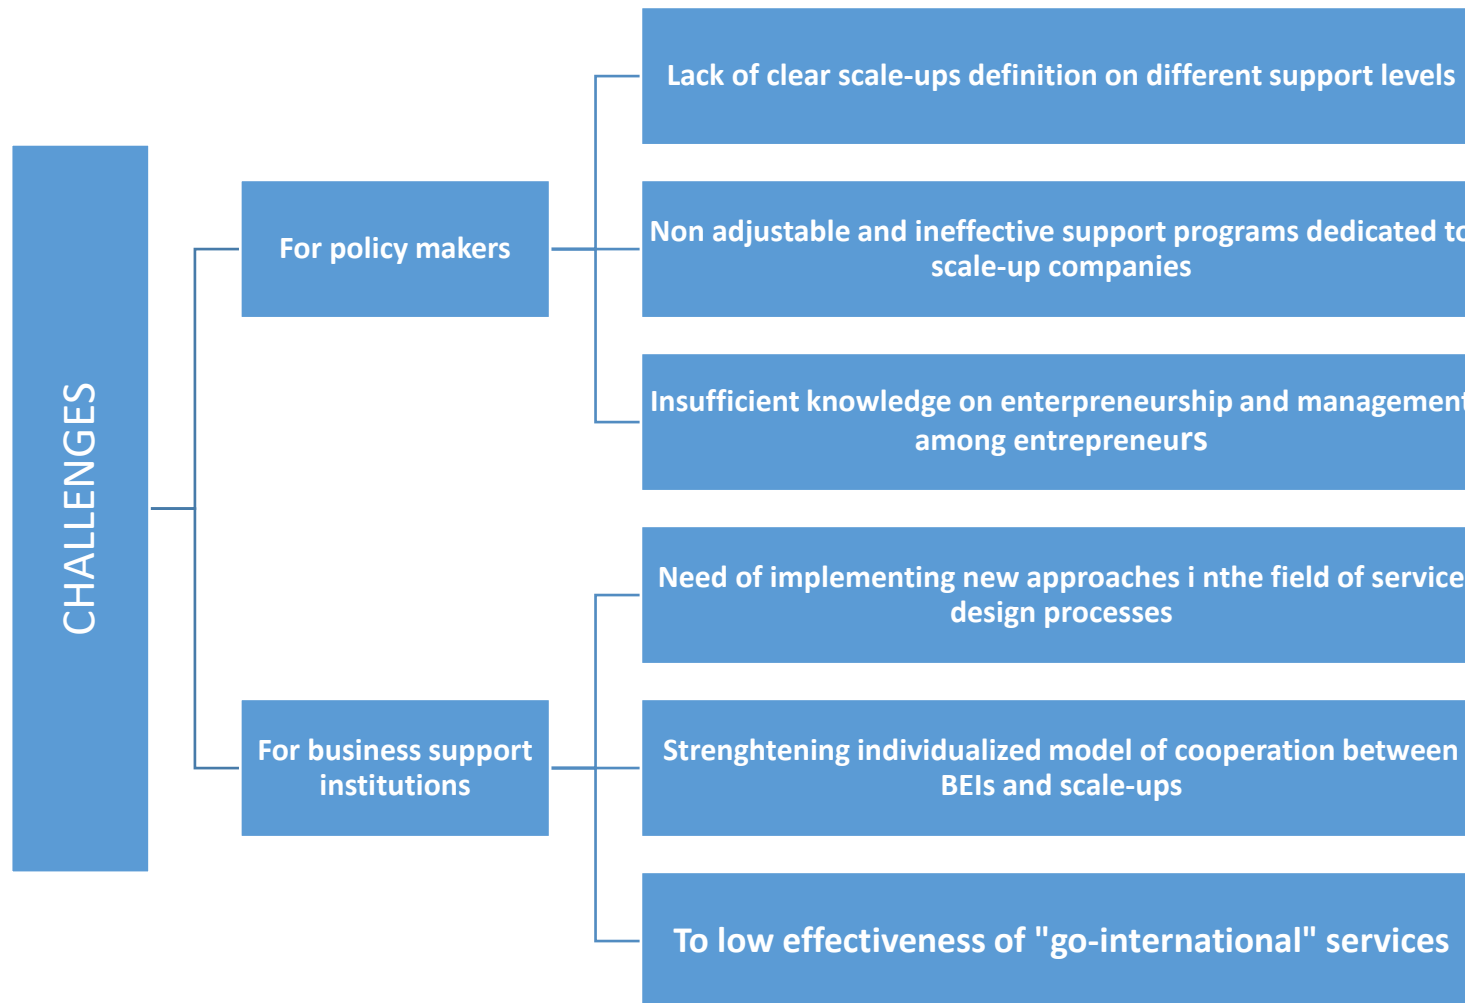 CHALLENGES
For policy makers
Lack of clear scale-ups definition on different support levels
Non adjustable and ineffective support programs dedicated to
scale-up companies
Insufficient knowledge on enterpreneurship and management
among entrepreneurs
For business support
institutions
Need of implementing new approaches i nthe field of service
design processes
Strenghtening individualized model of cooperation between
BEIs and scale-ups
To low effectiveness of "go-international" services